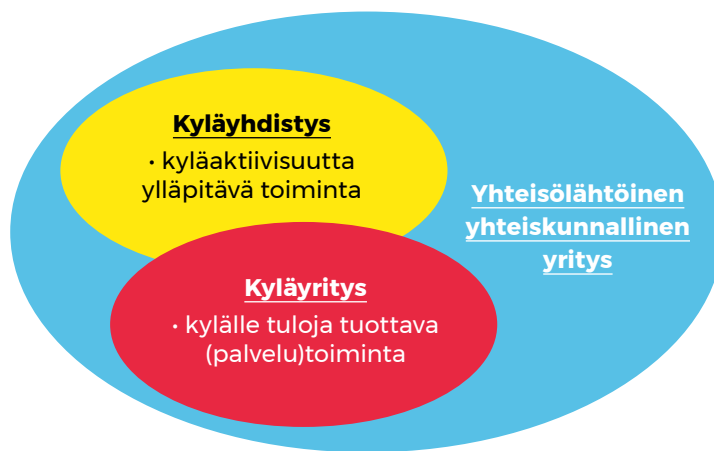 Kyläyhdistys
• kyläaktiivisuutta
ylläpitävä toiminta
Yhteisölähtöinen
yhteiskunnallinen
yritys
Kyläyritys
• kylälle tuloja tuottava
(palvelu)toiminta